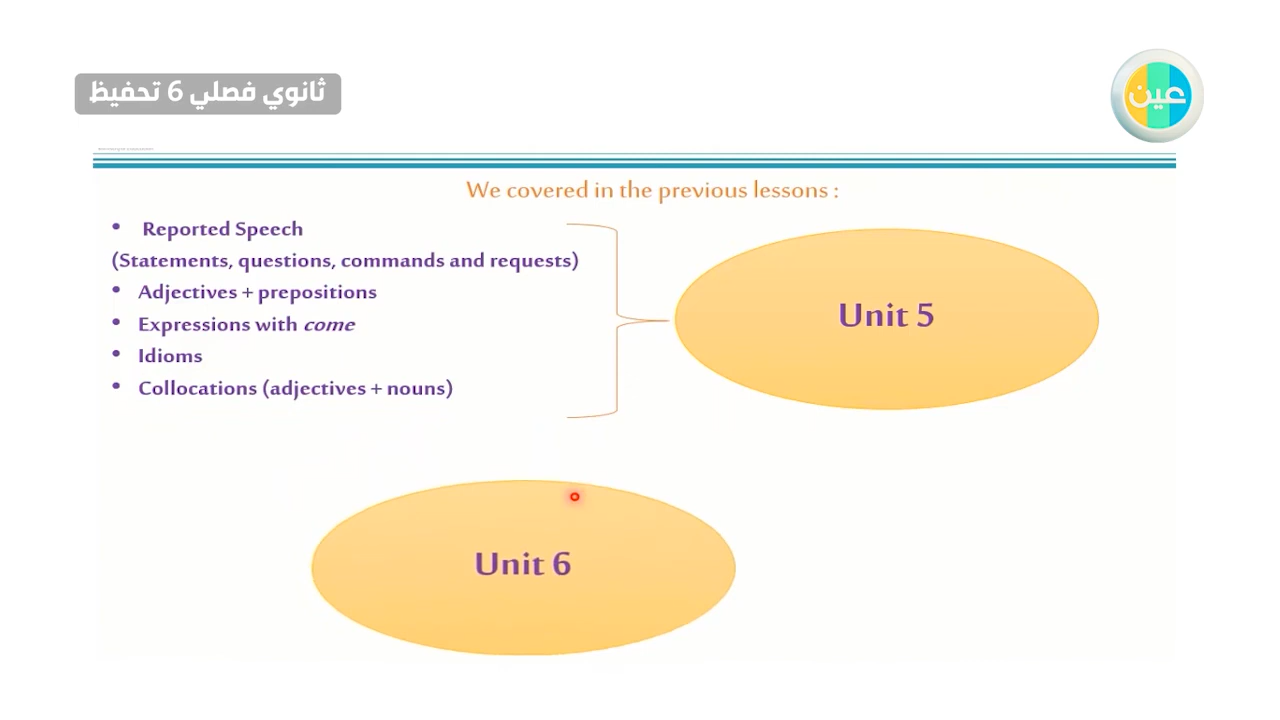 ثانوي فصلي 6 تحفيظ
عين
We covered in the previous lessons :
• Reported Speech
(Statements, questions, commands and requests)
• Adjectives + prepositions
• Expressions with come
• Idioms
• Collocations (adjectives + nouns)
Unit 5
Unit 6